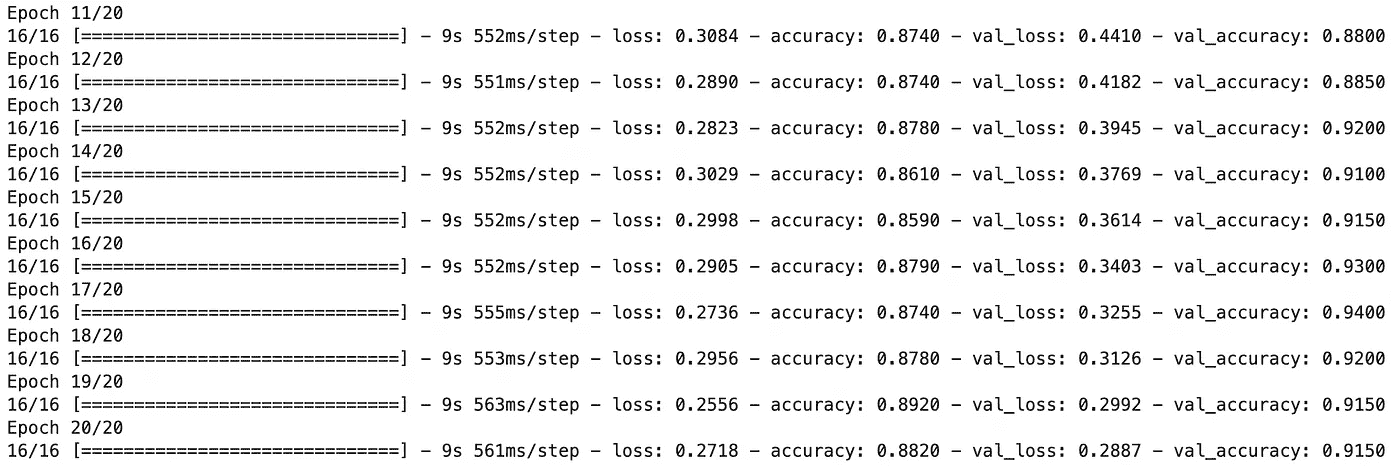 Epoch 11/20
16/16 [==============================] - 9s 552ms/step - loss: 0.3084 - accuracy: 0.8740 - val_loss: 0.4410 - val_accuracy: 0.8800
Epoch 12/20
16/16 [==============================] - 9s 551ms/step - loss: 0.2890 - accuracy: 0.8740 - val_loss: 0.4182 - val_accuracy: 0.8850
Epoch 13/20
16/16 [==============================] - 9s 552ms/step - loss: 0.2823 - accuracy: 0.8780 - val_loss: 0.3945 - val_accuracy: 0.9200
Epoch 14/20
16/16 [==============================] - 9s 552ms/step - loss: 0.3029 - accuracy: 0.8610 - val_loss: 0.3769 - val_accuracy: 0.9100
Epoch 15/20
16/16 [==============================] - 9s 552ms/step - loss: 0.2998 - accuracy: 0.8590 - val_loss: 0.3614 - val_accuracy: 0.9150
Epoch 16/20
16/16 [==============================] - 9s 552ms/step - loss: 0.2905 - accuracy: 0.8790 - val_loss: 0.3403 - val_accuracy: 0.9300
Epoch 17/20
16/16 [==============================] - 9s 555ms/step - loss: 0.2736 - accuracy: 0.8740 - val_loss: 0.3255 - val_accuracy: 0.9400
Epoch 18/20
16/16 [==============================] - 9s 553ms/step - loss: 0.2956 - accuracy: 0.8780 - val_loss: 0.3126 - val_accuracy: 0.9200
Epoch 19/20
16/16 [==============================] - 9s 563ms/step - loss: 0.2556 - accuracy: 0.8920 - val_loss: 0.2992 - val_accuracy: 0.9150
Epoch 20/20
16/16 [==============================] - 9s 561ms/step - loss: 0.2718 - accuracy: 0.8820 - val_loss: 0.2887 - val_accuracy: 0.9150